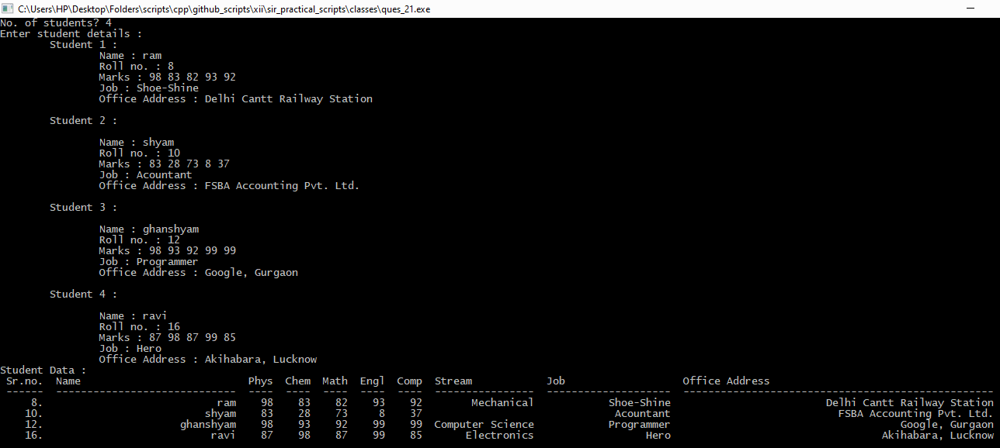 C:\Users\HP\Desktop\Folders\scripts\cpp\github_scripts\xii\sir_practical_scripts\classes\ques_21.exe
No. of students? 4
Enter student details :
Student 1 :
Name : ram
Roll no. : 8
Marks : 98 83 82 93 92
Job : Shoe-Shine
Office Address : Delhi Cantt Railway Station
Student 2 :
Name : shyam
Roll no. : 10
Marks : 83 28 73 8 37
Job : Acountant
Office Address : FSBA Accounting Pvt. Ltd.
Student 3 :
Name : ghanshyam
Roll no. : 12
Marks : 98 93 92 99 99
Job : Programmer
Office Address : Google, Gurgaon
Student 4 :
Name : ravi
Roll no. : 16
Marks : 87 98 87 99 85
Job : Hero
Office Address : Akihabara, Lucknow
Student Data :
Sr.no. Name Phys Chem Math Engl Comp Stream Job Office Address
------ ----------------------------- ---- ---- ---- ---- ---- ---------------- -------------------- --------------------------------------------------
8. ram 98 83 82 93 92 Mechanical Shoe-Shine Delhi Cantt Railway Station
10. shyam 83 28 73 8 37 Acountant FSBA Accounting Pvt. Ltd.
12. ghanshyam 98 93 92 99 99 Computer Science Programmer Google, Gurgaon
16. ravi 87 98 87 99 85 Electronics Hero Akihabara, Lucknow